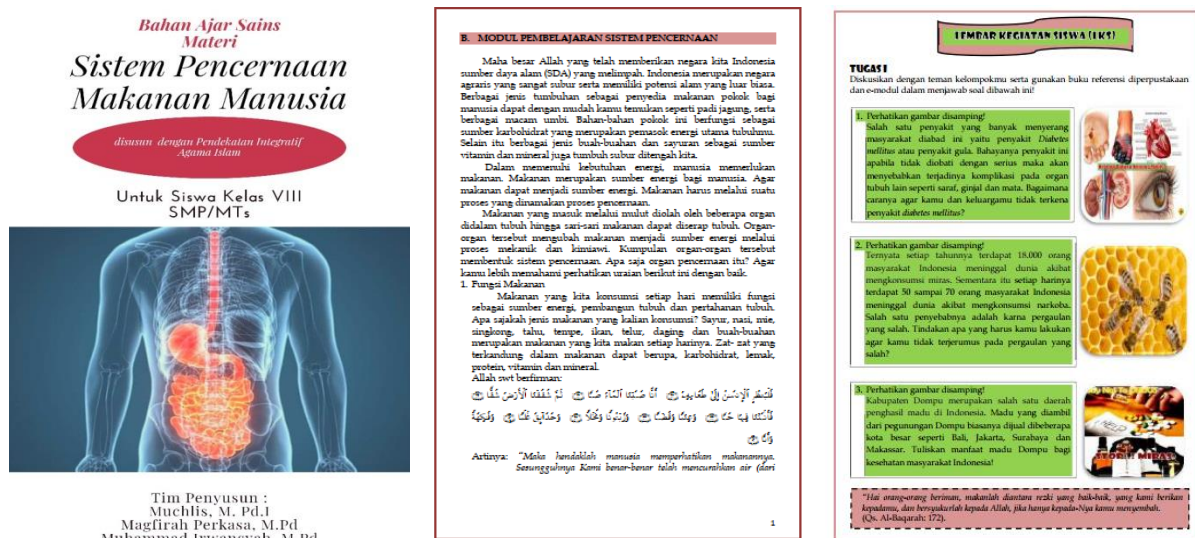 Bahan Ajar Sains
Materi
Sistem Pencernaan
Makanan Manusia
disusun dengan Pendekatan Integratif
Agama Islam
Untuk Siswa Kelas VIII
SMP/MTs
Tim Penyusun :
Muchlis, M. Pd.I
Magfirah Perkasa, M.Pd
Muhammad Irwansyah, M.Pd
B. MODUL PEMBELAJARAN SISTEM PENCERNAAN
Maha besar Allah yang telah memberikan negara kita Indonesia
sumber daya alam (SDA) yang melimpah. Indonesia merupakan negara
agraris yang sangat subur serta memiliki potensi alam yang luar biasa.
Berbagai jenis tumbuhan sebagai penyedia makanan pokok bagi
manusia dapat dengan mudah kamu temukan seperti padi jagung, serta
berbagai macam umbi. Bahan-bahan pokok ini berfungsi sebagai
sumber karbohidrat yang merupakan pemasok energi utama tubuhmu.
Selain itu berbagai jenis buah-buahan dan sayuran sebagai sumber
vitamin dan mineral juga tumbuh subur ditengah kita.
Dalam memenuhi kebutuhan energi, manusia memerlukan
makanan. Makanan merupakan sumber energi bagi manusia. Agar
makanan dapat menjadi sumber energi. Makanan harus melalui suatu
proses yang dinamakan proses pencernaan.
Makanan yang masuk melalui mulut diolah oleh beberapa organ
didalam tubuh hingga sari-sari makanan dapat diserap tubuh. Organ-
organ tersebut mengubah makanan menjadi sumber energi melalui
proses mekanik dan kimiawi. Kumpulan organ-organ tersebut
membentuk sistem pencernaan. Apa saja organ pencernaan itu? Agar
kamu lebih memahami perhatikan uraian berikut ini dengan baik.
1. Fungsi Makanan
Makanan yang kita konsumsi setiap hari memiliki fungsi
sebagai sumber energi, pembangun tubuh dan pertahanan tubuh.
Apa sajakah jenis makanan yang kalian konsumsi? Sayur, nasi, mie,
singkong, tahu, tempe, ikan, telur, daging dan buah-buahan
merupakan makanan yang kita makan setiap harinya. Zat- zat yang
terkandung dalam makanan dapat berupa, karbohidrat, lemak,
protein, vitamin dan mineral.
Allah swt berfirman:
Artinya: "Maka hendaklah manusia memperhatikan makanannya.
Sesungguhnya Kami benar-benar telah mencurahkan air (dari
1
LEMBAR KEGIATAN SISWA (LKS)
TUGAS I
Diskusikan dengan teman kelompokmu serta gunakan buku referensi diperpustakaan
dan e-modul dalam menjawab soal dibawah ini!
1. Perhatikan gambar disamping!
Salah satu penyakit yang banyak menyerang
masyarakat diabad ini yaitu penyakit Diabetes
mellitus atau penyakit gula. Bahayanya penyakit ini
apabila tidak diobati dengan serius maka akan
menyebabkan terjadinya komplikasi pada organ
tubuh lain seperti saraf, ginjal dan mata. Bagaimana
caranya agar kamu dan keluargamu tidak terkena
penyakit diabetes mellitus?
2. Perhatikan gambar disamping!
Ternyata setiap tahunnya terdapat 18.000 orang
masyarakat Indonesia meninggal dunia akibat
mengkonsumsi miras. Sementara itu setiap harinya
terdapat 50 sampai 70 orang masyarakat Indonesia
meninggal dunia akibat mengkonsumsi narkoba.
Salah satu penyebabnya adalah karna pergaulan
yang salah. Tindakan apa yang harus kamu lakukan
agar kamu tidak terjerumus pada pergaulan yang
salah?
3. Perhatikan gambar disamping!
Kabupaten Dompu merupakan salah satu daerah
penghasil madu di Indonesia. Madu yang diambil
dari pegunungan Dompu biasanya dijual dibeberapa
kota besar seperti Bali, Jakarta, Surabaya dan
Makassar. Tuliskan manfaat madu Dompu bagi
kesehatan masyarakat Indonesia!
HELP
"Hai orang-orang beriman, makanlah diantara rezki yang baik-baik, yang kami berikan
kepadamu, dan bersyukurlah kepada Allah, jika hanya kepada-Nya kamu menyembah.
(Qs. Al-Baqarah: 172).